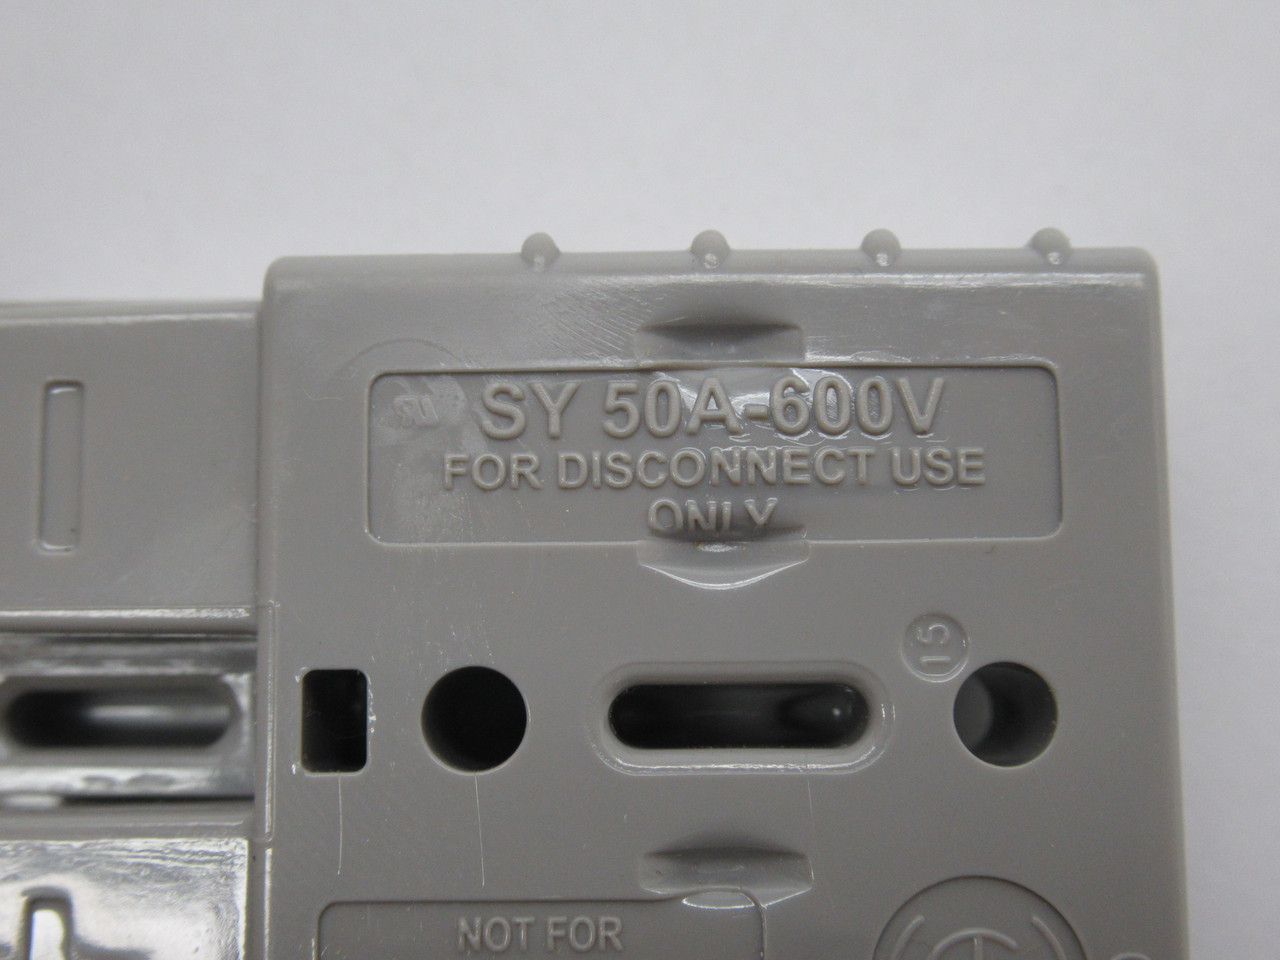 SY 50A-600V
FOR DISCONNECT USE
ONLY
15
NOT FOR